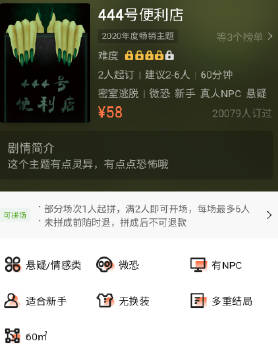 444号便利店
2020年度畅销主题
等3个榜单
444号
便利店
难度
2人起订 | 建议2-6人 | 60分钟
密室逃脱 | 微恐 新手 真人NPC 悬疑
¥58
20079人订过
剧情简介
这个主题有点灵异，有点点恐怖哦
可拼场
· 部分场次1人起拼，满2人即可开场，每场最多6人
· 未拼成前随时退，拼成后不可退款
悬疑/情感类
微恐
有NPC
适合新手
无换装
多重结局
60㎡